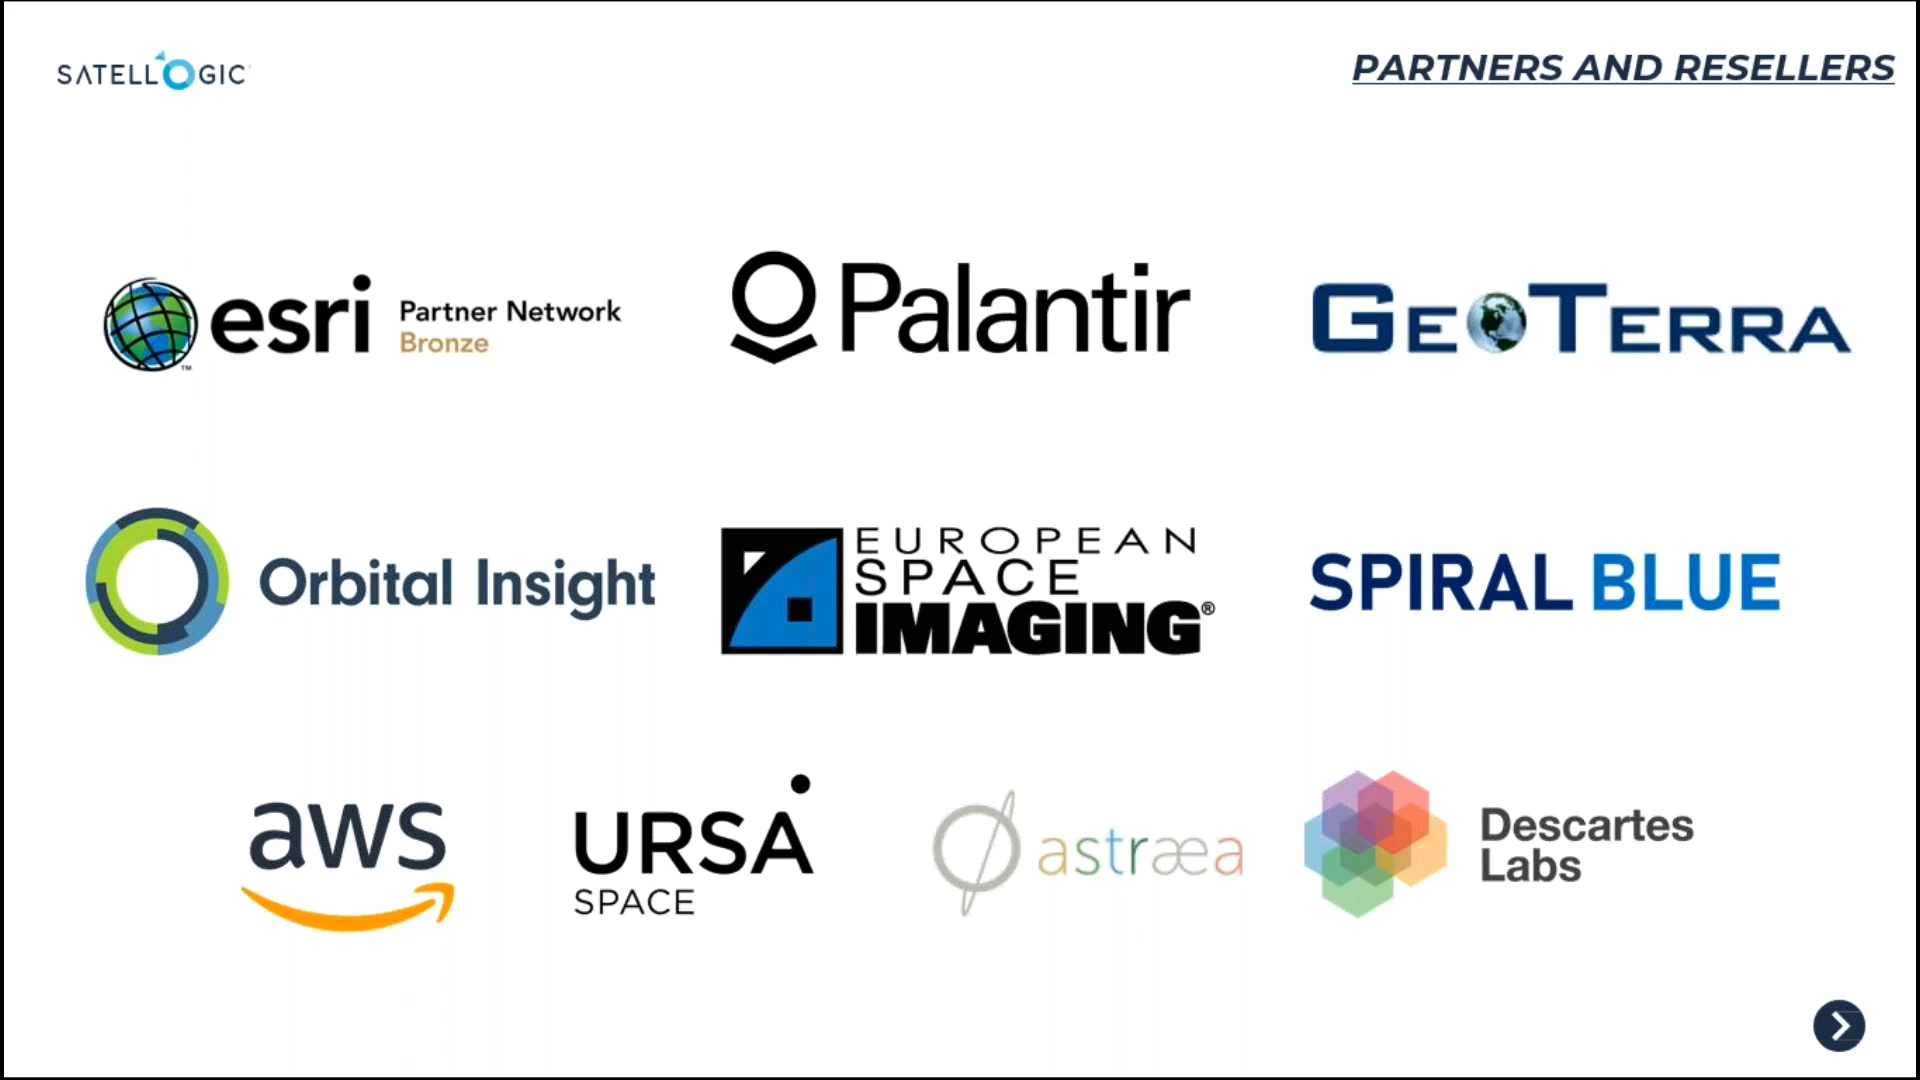 SATELLOGIC
PARTNERS AND RESELLERS
esri Partner Network
Bronze
TM
Palantir
GEOTERRA
Orbital Insight
EUROPEAN
SPACE
IMAGING®
SPIRAL BLUE
aws
URSA
SPACE
astræa
Descartes
Labs